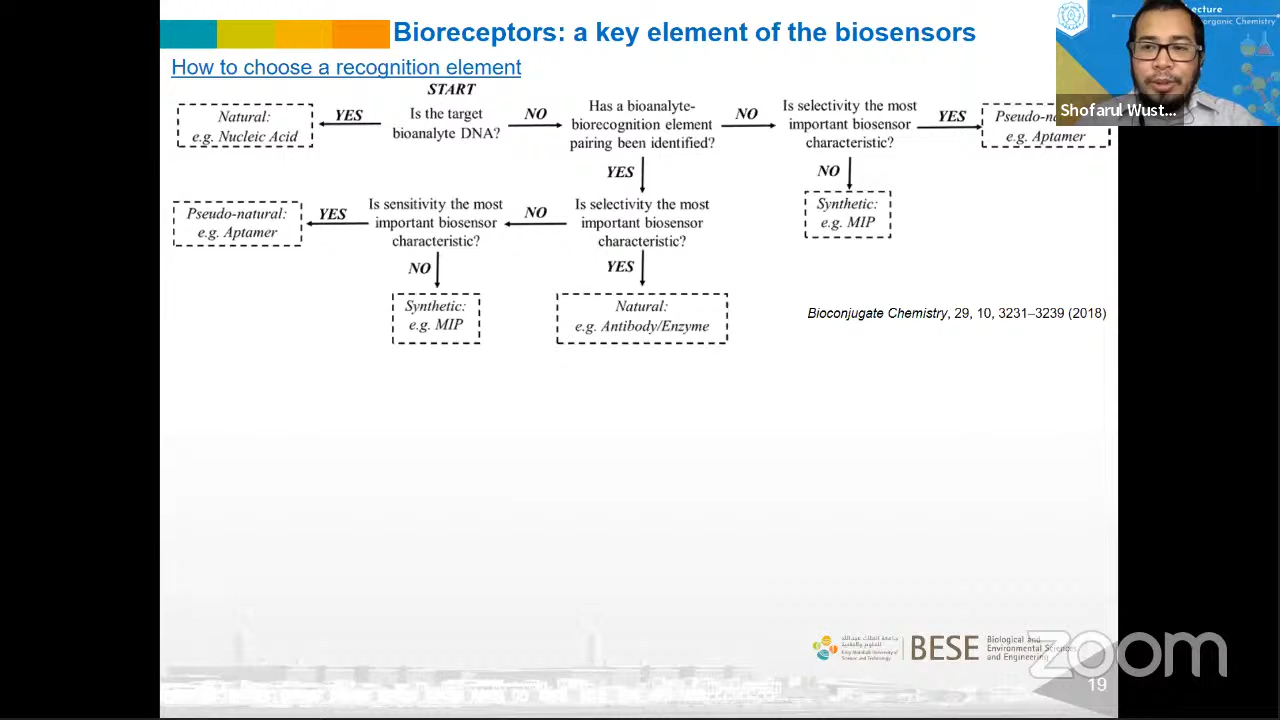 Bioreceptors: a key element of the biosensors
How to choose a recognition element
START
Is the target
bioanalyte DNA?
YES
Natural:
e.g. Nucleic Acid
NO
Has a bioanalyte-
biorecognition element
pairing been identified?
NO
Is selectivity the most
important biosensor
characteristic?
YES
e.g. Aptamer
NO
Synthetic:
e.g. MIP
YES
Is selectivity the most
important biosensor
characteristic?
NO
Is sensitivity the most
important biosensor
characteristic?
YES
Pseudo-natural:
e.g. Aptamer
NO
Synthetic:
e.g. MIP
YES
Natural:
e.g. Antibody/Enzyme
Bioconjugate Chemistry, 29, 10, 3231–3239 (2018)
Shofarul Wust...
BESE
Biological and
Environmental Sciences
and Engineering
zoom
19